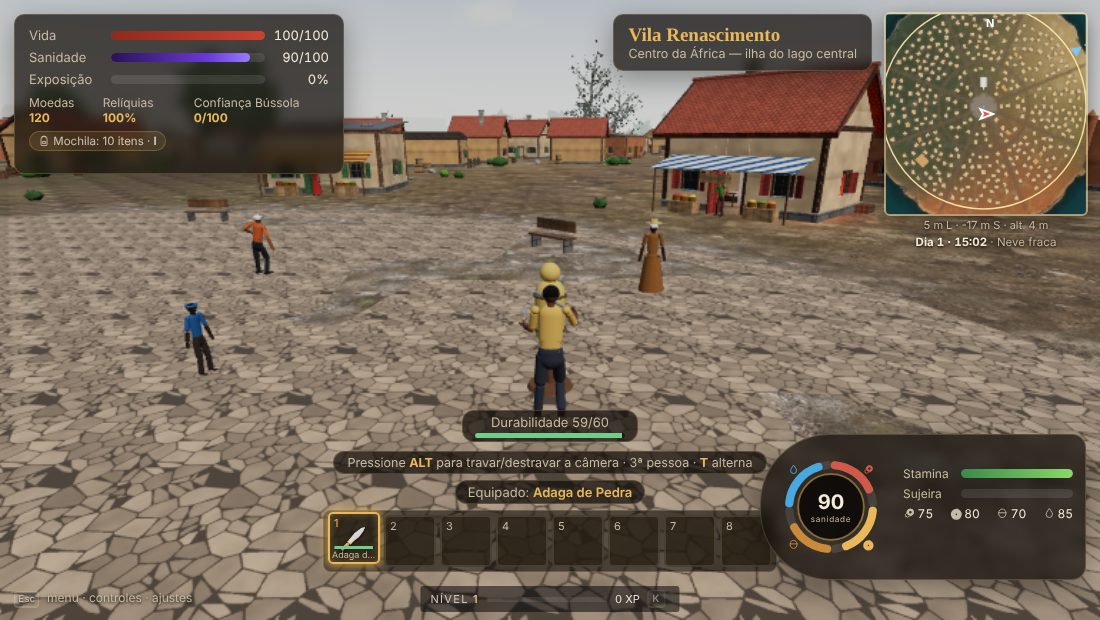 Vida 100/100
Sanidade 90/100
Exposição 0%
Moedas Relíquias Confiança Bússola
120 100% 0/100
Mochila: 10 itens · I
Vila Renascimento
Centro da África — ilha do lago central
N
5 m L · -17 m S · alt. 4 m
Dia 1 · 15:02 · Neve fraca
Durabilidade 59/60
Pressione ALT para travar/destravar a câmera · 3ª pessoa · T alterna
Equipado: Adaga de Pedra
1 2 3 4 5 6 7 8
Adaga d...
90
sanidade
Stamina
Sujeira
75 80 70 85
Esc menu · controles · ajustes
NÍVEL 1 0 XP K